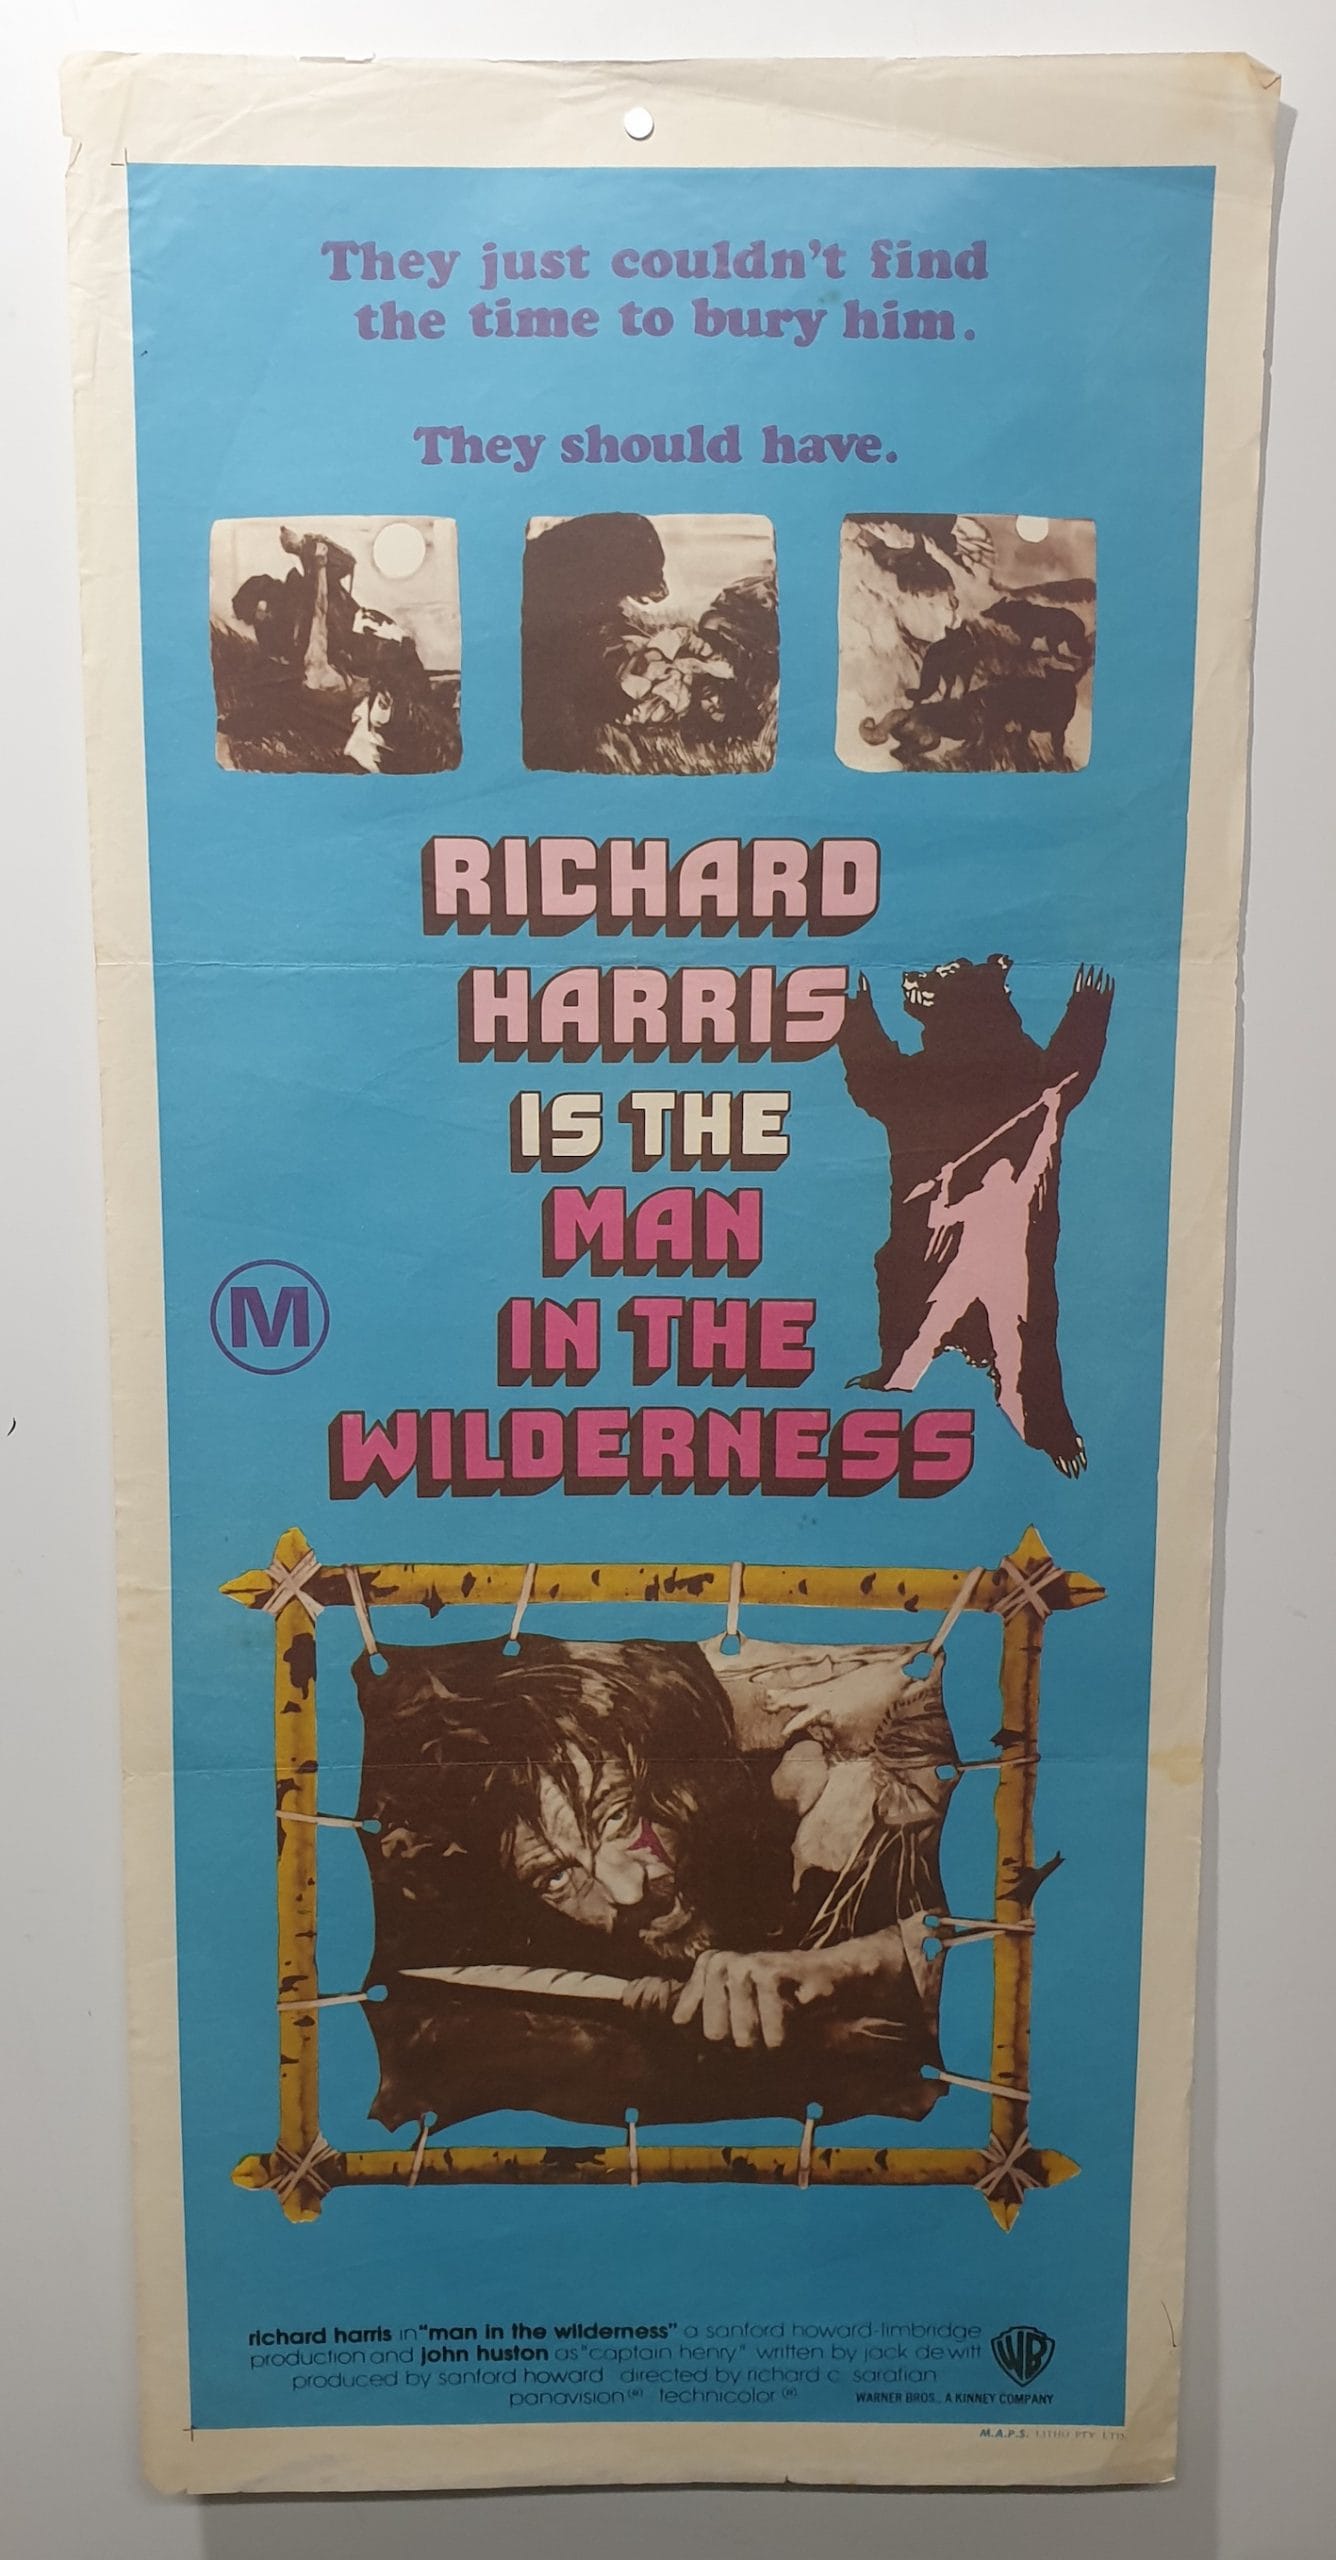 They just couldn't find
the time to bury him.
They should have.
RICHARD
HARRIS
IS THE
MAN
IN THE
WILDERNESS
M
richard harris in "man in the wilderness" a sanford howard-limbridge
production and john huston as "captain henry" written by jack de witt
produced by sanford howard directed by richard c. sarafian
panavision (R) technicolor (R)
WB
WARNER BROS., A KINNEY COMPANY
M.A.P.S. LITHO PTY. LTD.